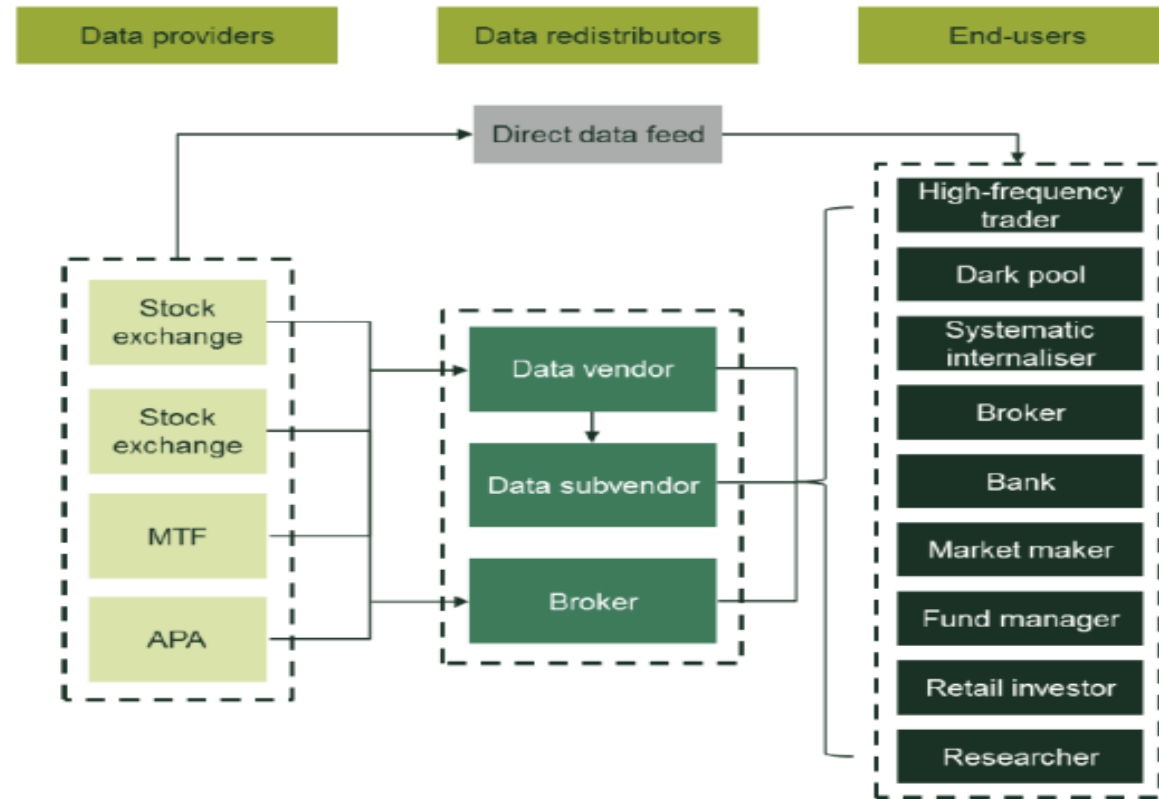 Data providers
Data redistributors
End-users
Direct data feed
Stock
exchange
Stock
exchange
MTF
APA
Data vendor
Data subvendor
Broker
High-frequency
trader
Dark pool
Systematic
internaliser
Broker
Bank
Market maker
Fund manager
Retail investor
Researcher